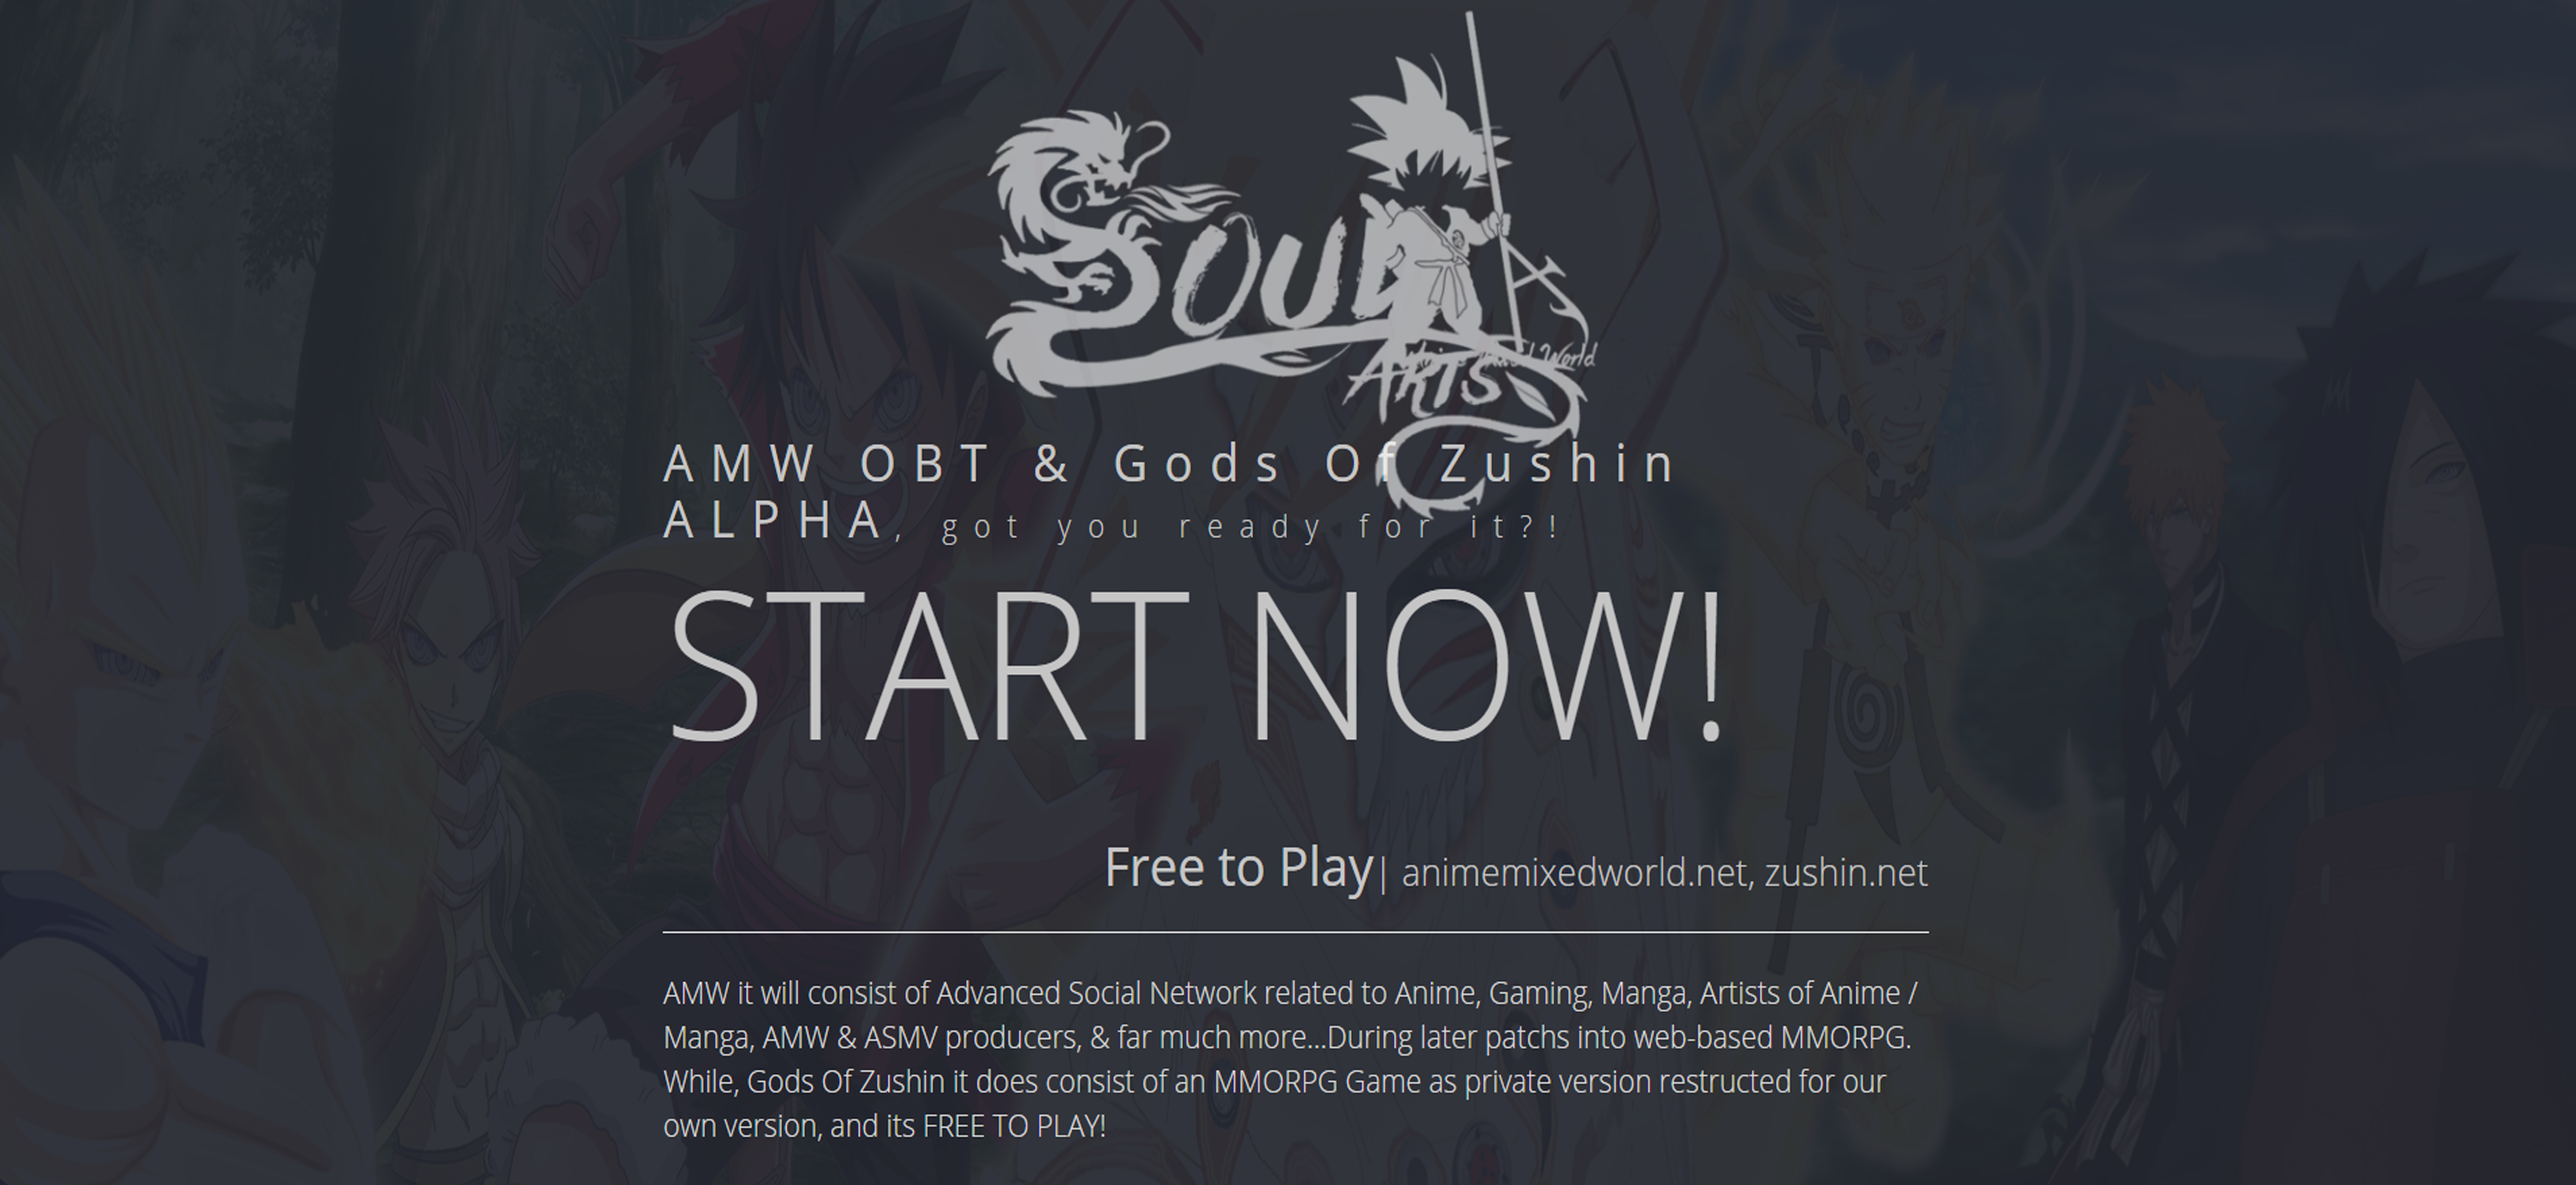 SOUL
ARTS
World
AMW OBT & Gods Of Zushin
ALPHA, got you ready for it?!
START NOW!
Free to Play| animemixedworld.net, zushin.net
AMW it will consist of Advanced Social Network related to Anime, Gaming, Manga, Artists of Anime /
Manga, AMW & ASMV producers, & far much more...During later patchs into web-based MMORPG.
While, Gods Of Zushin it does consist of an MMORPG Game as private version restructed for our
own version, and its FREE TO PLAY!